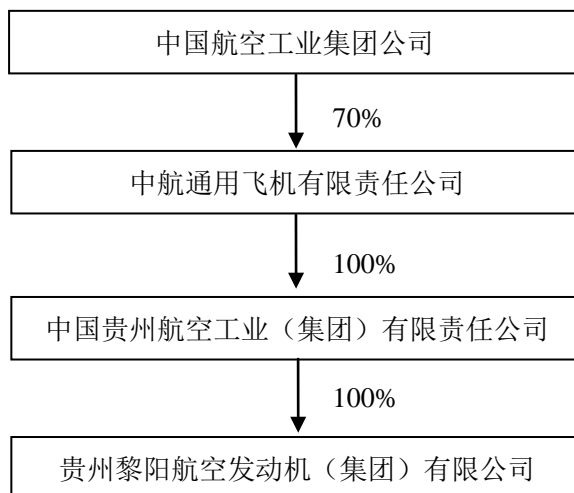 中国航空工业集团公司
70%
中航通用飞机有限责任公司
100%
中国贵州航空工业（集团）有限责任公司
100%
贵州黎阳航空发动机（集团）有限公司